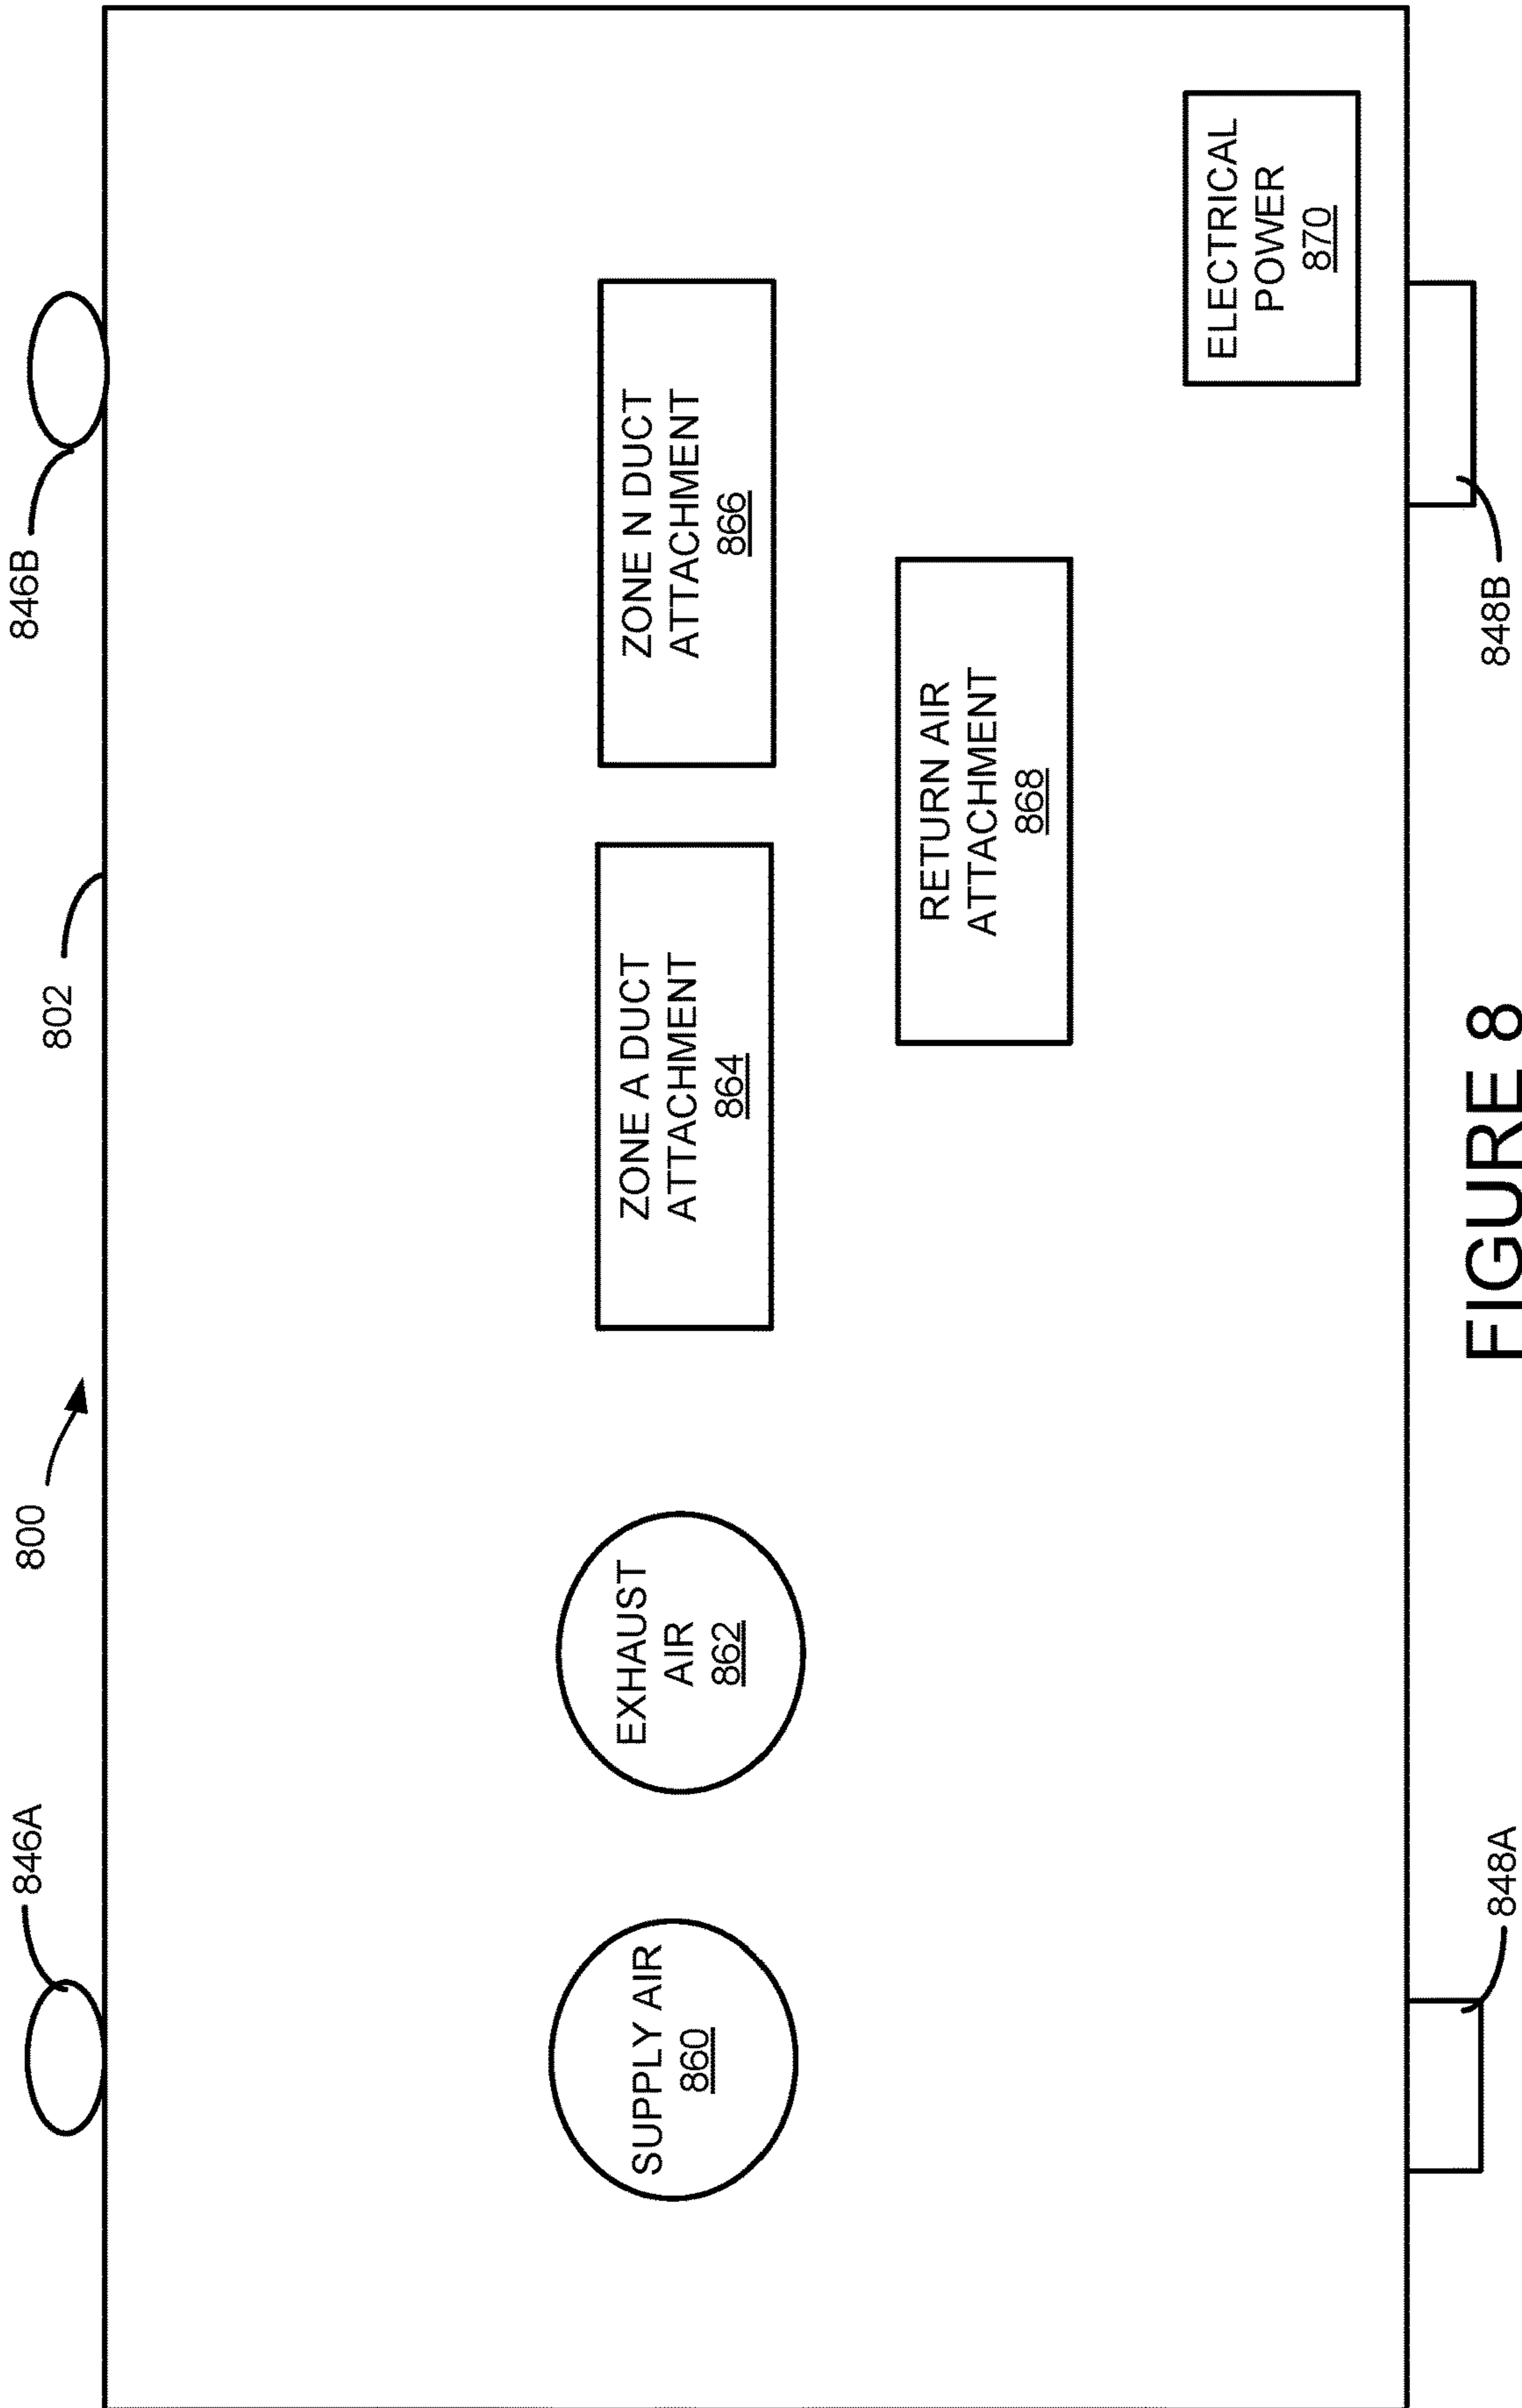 846A
800
802
846B
SUPPLY AIR
860
EXHAUST
AIR
862
ZONE A DUCT
ATTACHMENT
864
ZONE N DUCT
ATTACHMENT
866
RETURN AIR
ATTACHMENT
868
ELECTRICAL
POWER
870
848A
848B
FIGURE 8